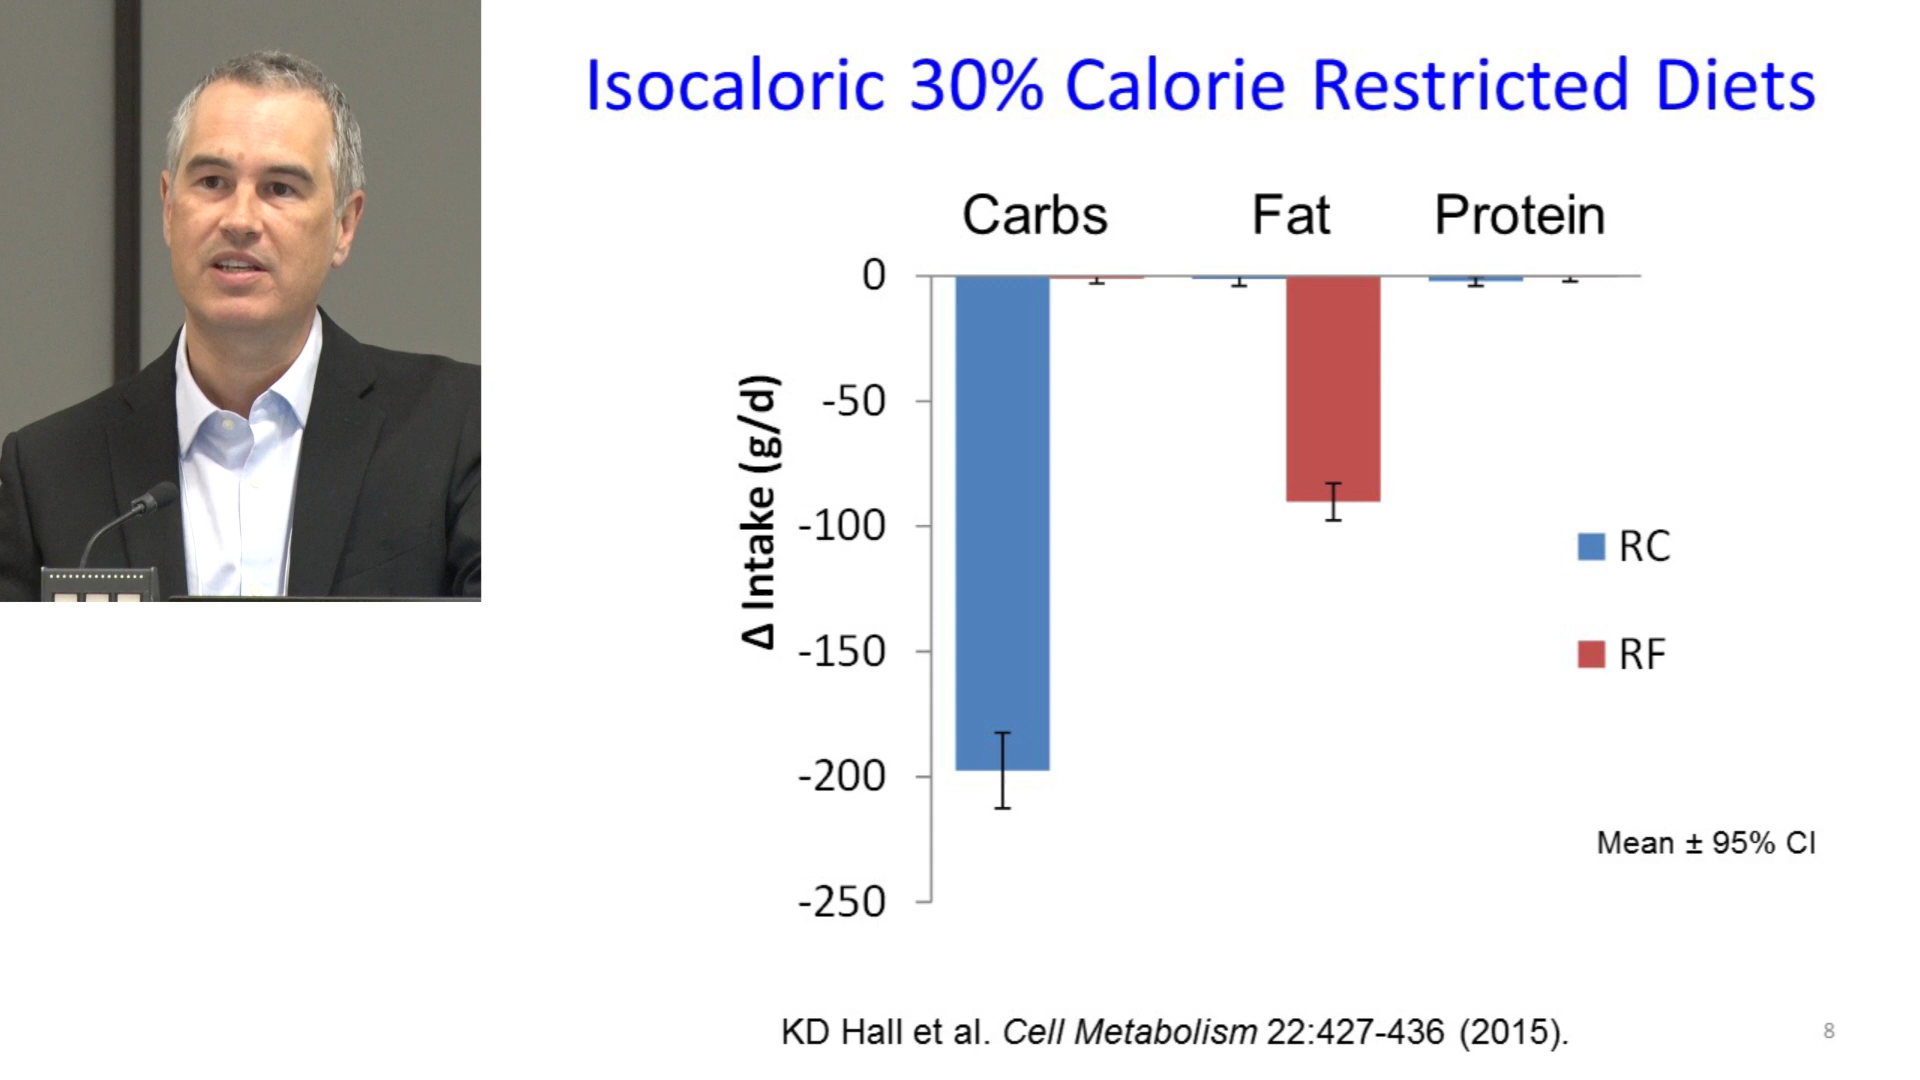 Isocaloric 30% Calorie Restricted Diets
Carbs Fat Protein
0
-50
-100
-150
-200
-250
Δ Intake (g/d)
RC
RF
Mean ± 95% CI
KD Hall et al. Cell Metabolism 22:427-436 (2015).
8